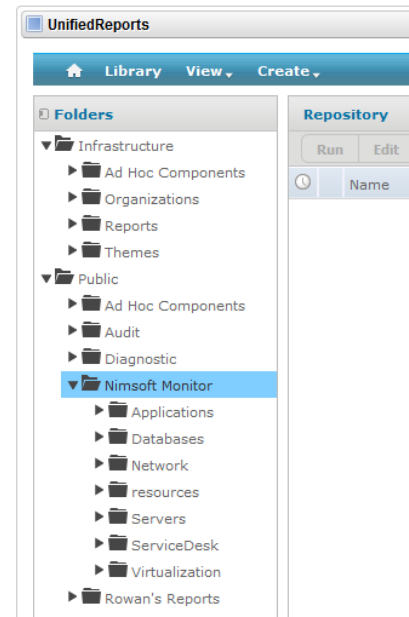 UnifiedReports
Library View Create
Folders
Repository
Run Edit
Name
Infrastructure
Ad Hoc Components
Organizations
Reports
Themes
Public
Ad Hoc Components
Audit
Diagnostic
Nimsoft Monitor
Applications
Databases
Network
resources
Servers
ServiceDesk
Virtualization
Rowan's Reports